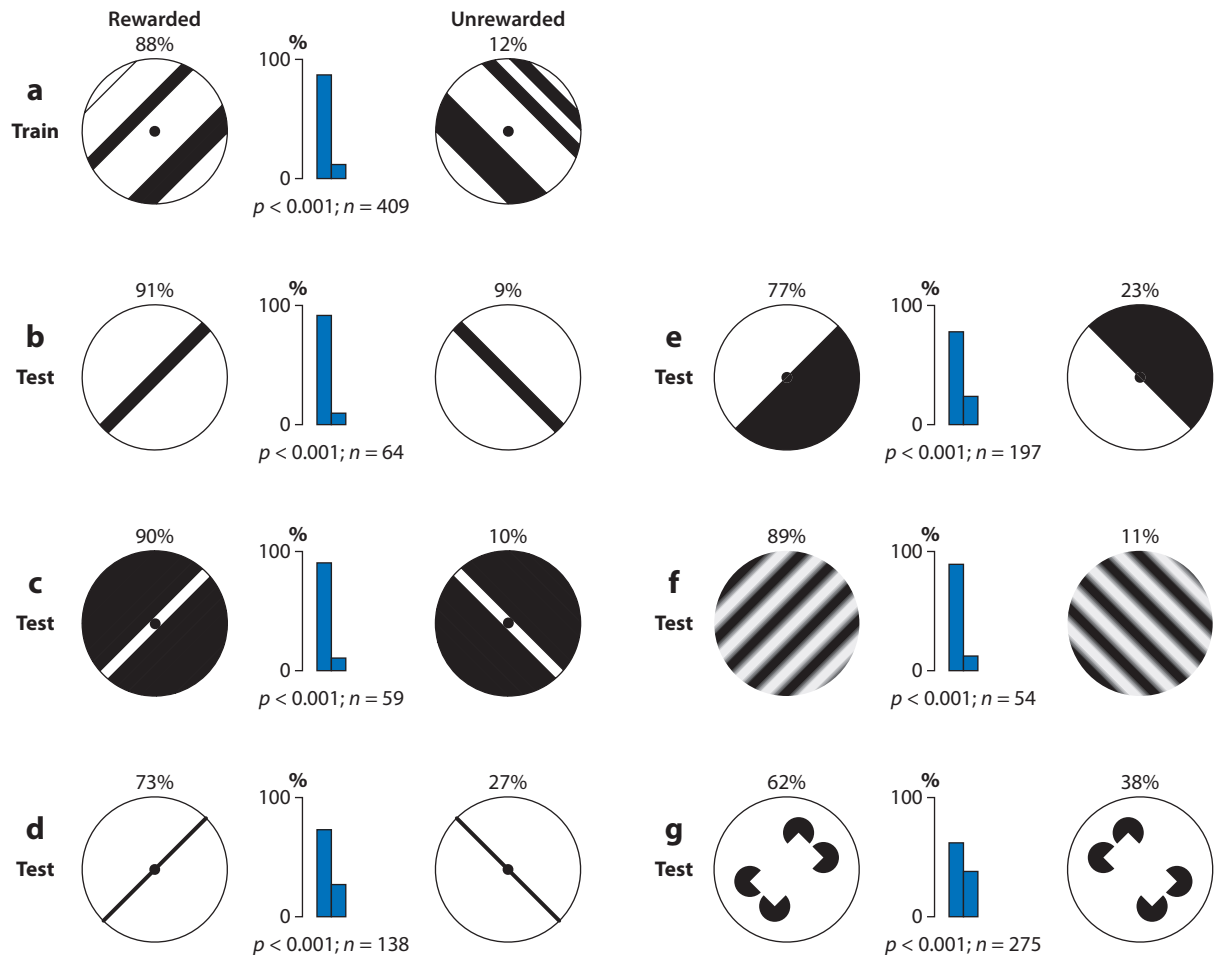 Rewarded
Unrewarded
88%
%
12%
100
a
Train
0
p < 0.001; n = 409
91%
%
9%
100
b
Test
0
p < 0.001; n = 64
77%
%
23%
100
e
Test
0
p < 0.001; n = 197
90%
%
10%
100
c
Test
0
p < 0.001; n = 59
89%
%
11%
100
f
Test
0
p < 0.001; n = 54
73%
%
27%
100
d
Test
0
p < 0.001; n = 138
62%
%
38%
100
g
Test
0
p < 0.001; n = 275